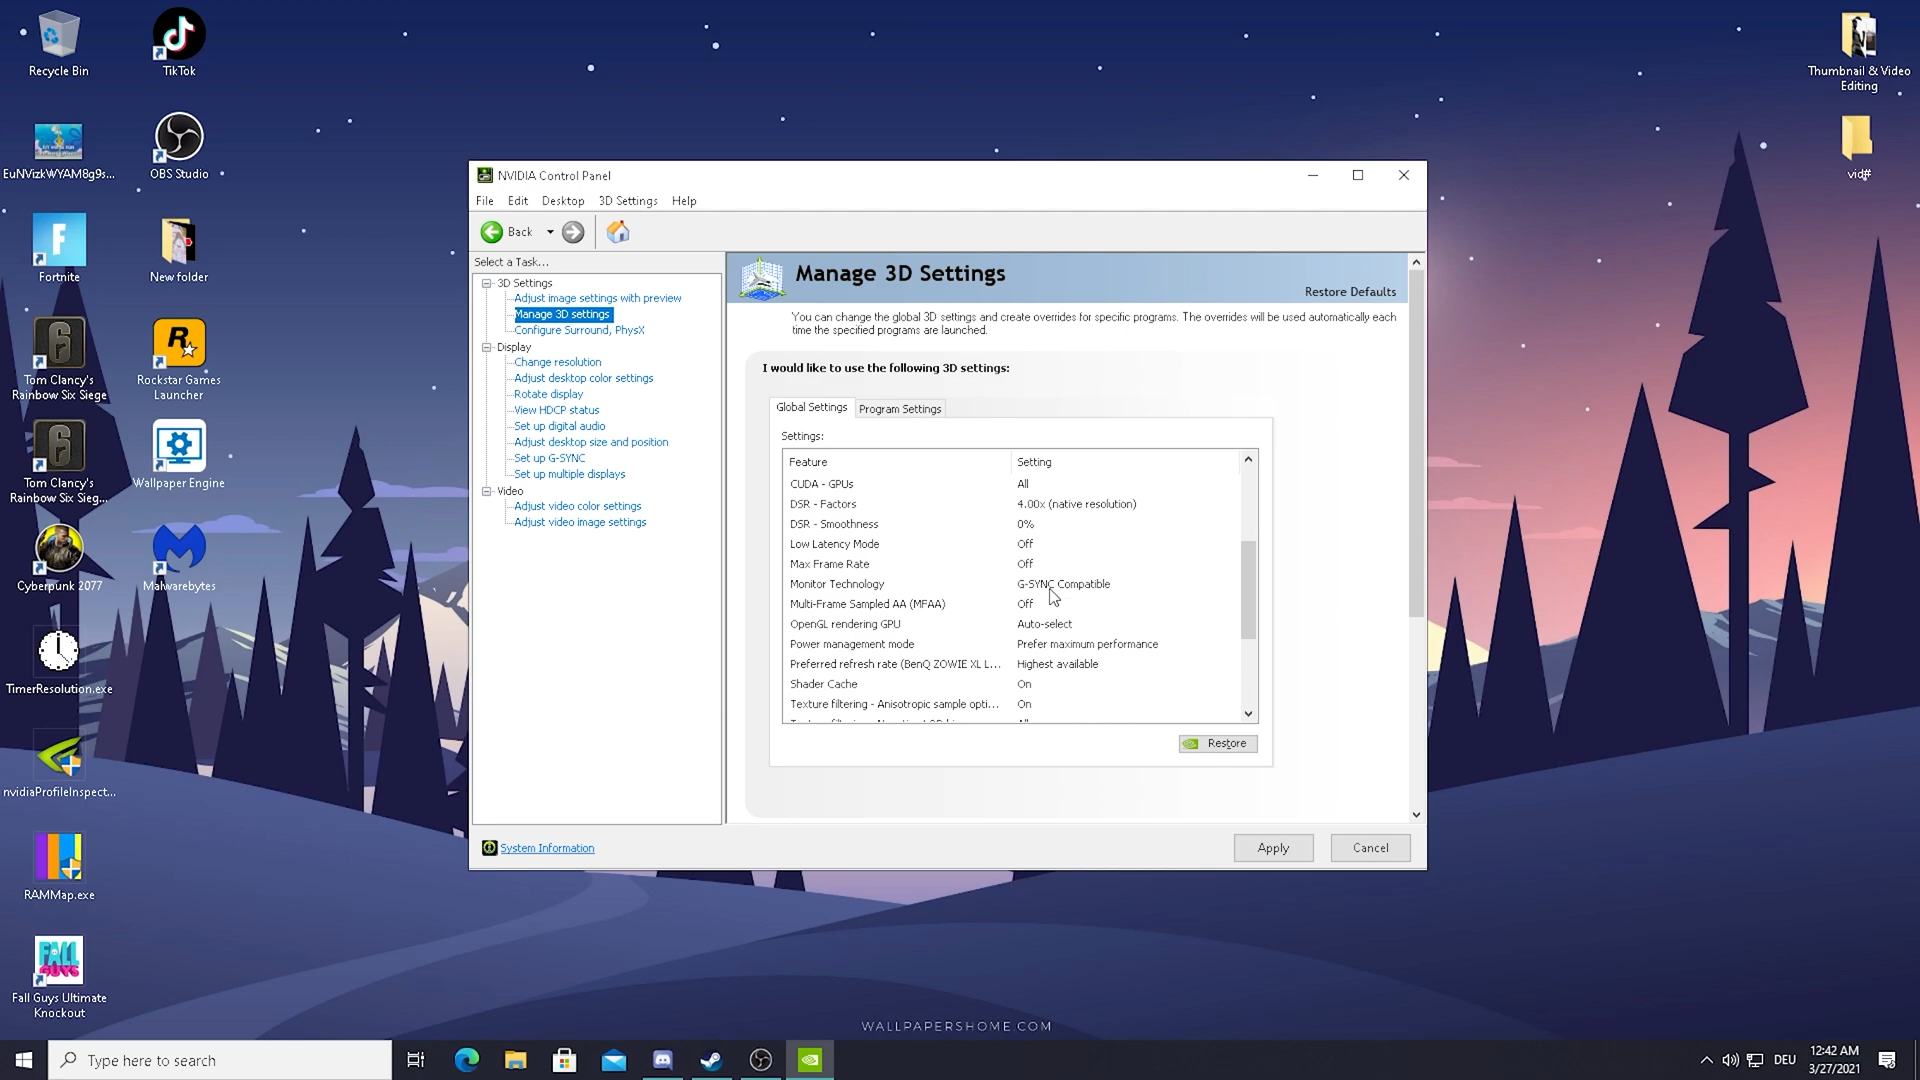 Recycle Bin
TikTok
EuNVizkWYAM8g9s...
OBS Studio
Fortnite
New folder
Tom Clancy's
Rainbow Six Siege
Rockstar Games
Launcher
Tom Clancy's
Rainbow Six Sieg...
Wallpaper Engine
Cyberpunk 2077
Malwarebytes
TimerResolution.exe
nvidiaProfileInspect...
RAMMap.exe
FALL
GUYS
Fall Guys Ultimate
Knockout
Thumbnail & Video
Editing
vid#
NVIDIA Control Panel
File Edit Desktop 3D Settings Help
Back
Select a Task...
3D Settings
Adjust image settings with preview
Manage 3D settings
Configure Surround, PhysX
Display
Change resolution
Adjust desktop color settings
Rotate display
View HDCP status
Set up digital audio
Adjust desktop size and position
Set up G-SYNC
Set up multiple displays
Video
Adjust video color settings
Adjust video image settings
System Information
Manage 3D Settings
Restore Defaults
You can change the global 3D settings and create overrides for specific programs. The overrides will be used automatically each
time the specified programs are launched.
I would like to use the following 3D settings:
Global Settings Program Settings
Settings:
Feature Setting
CUDA - GPUs All
DSR - Factors 4.00x (native resolution)
DSR - Smoothness 0%
Low Latency Mode Off
Max Frame Rate Off
Monitor Technology G-SYNC Compatible
Multi-Frame Sampled AA (MFAA) Off
OpenGL rendering GPU Auto-select
Power management mode Prefer maximum performance
Preferred refresh rate (BenQ ZOWIE XL L... Highest available
Shader Cache On
Texture filtering - Anisotropic sample opti... On
Restore
Apply Cancel
WALLPAPERSHOME.COM
Type here to search
DEU
12:42 AM
3/27/2021